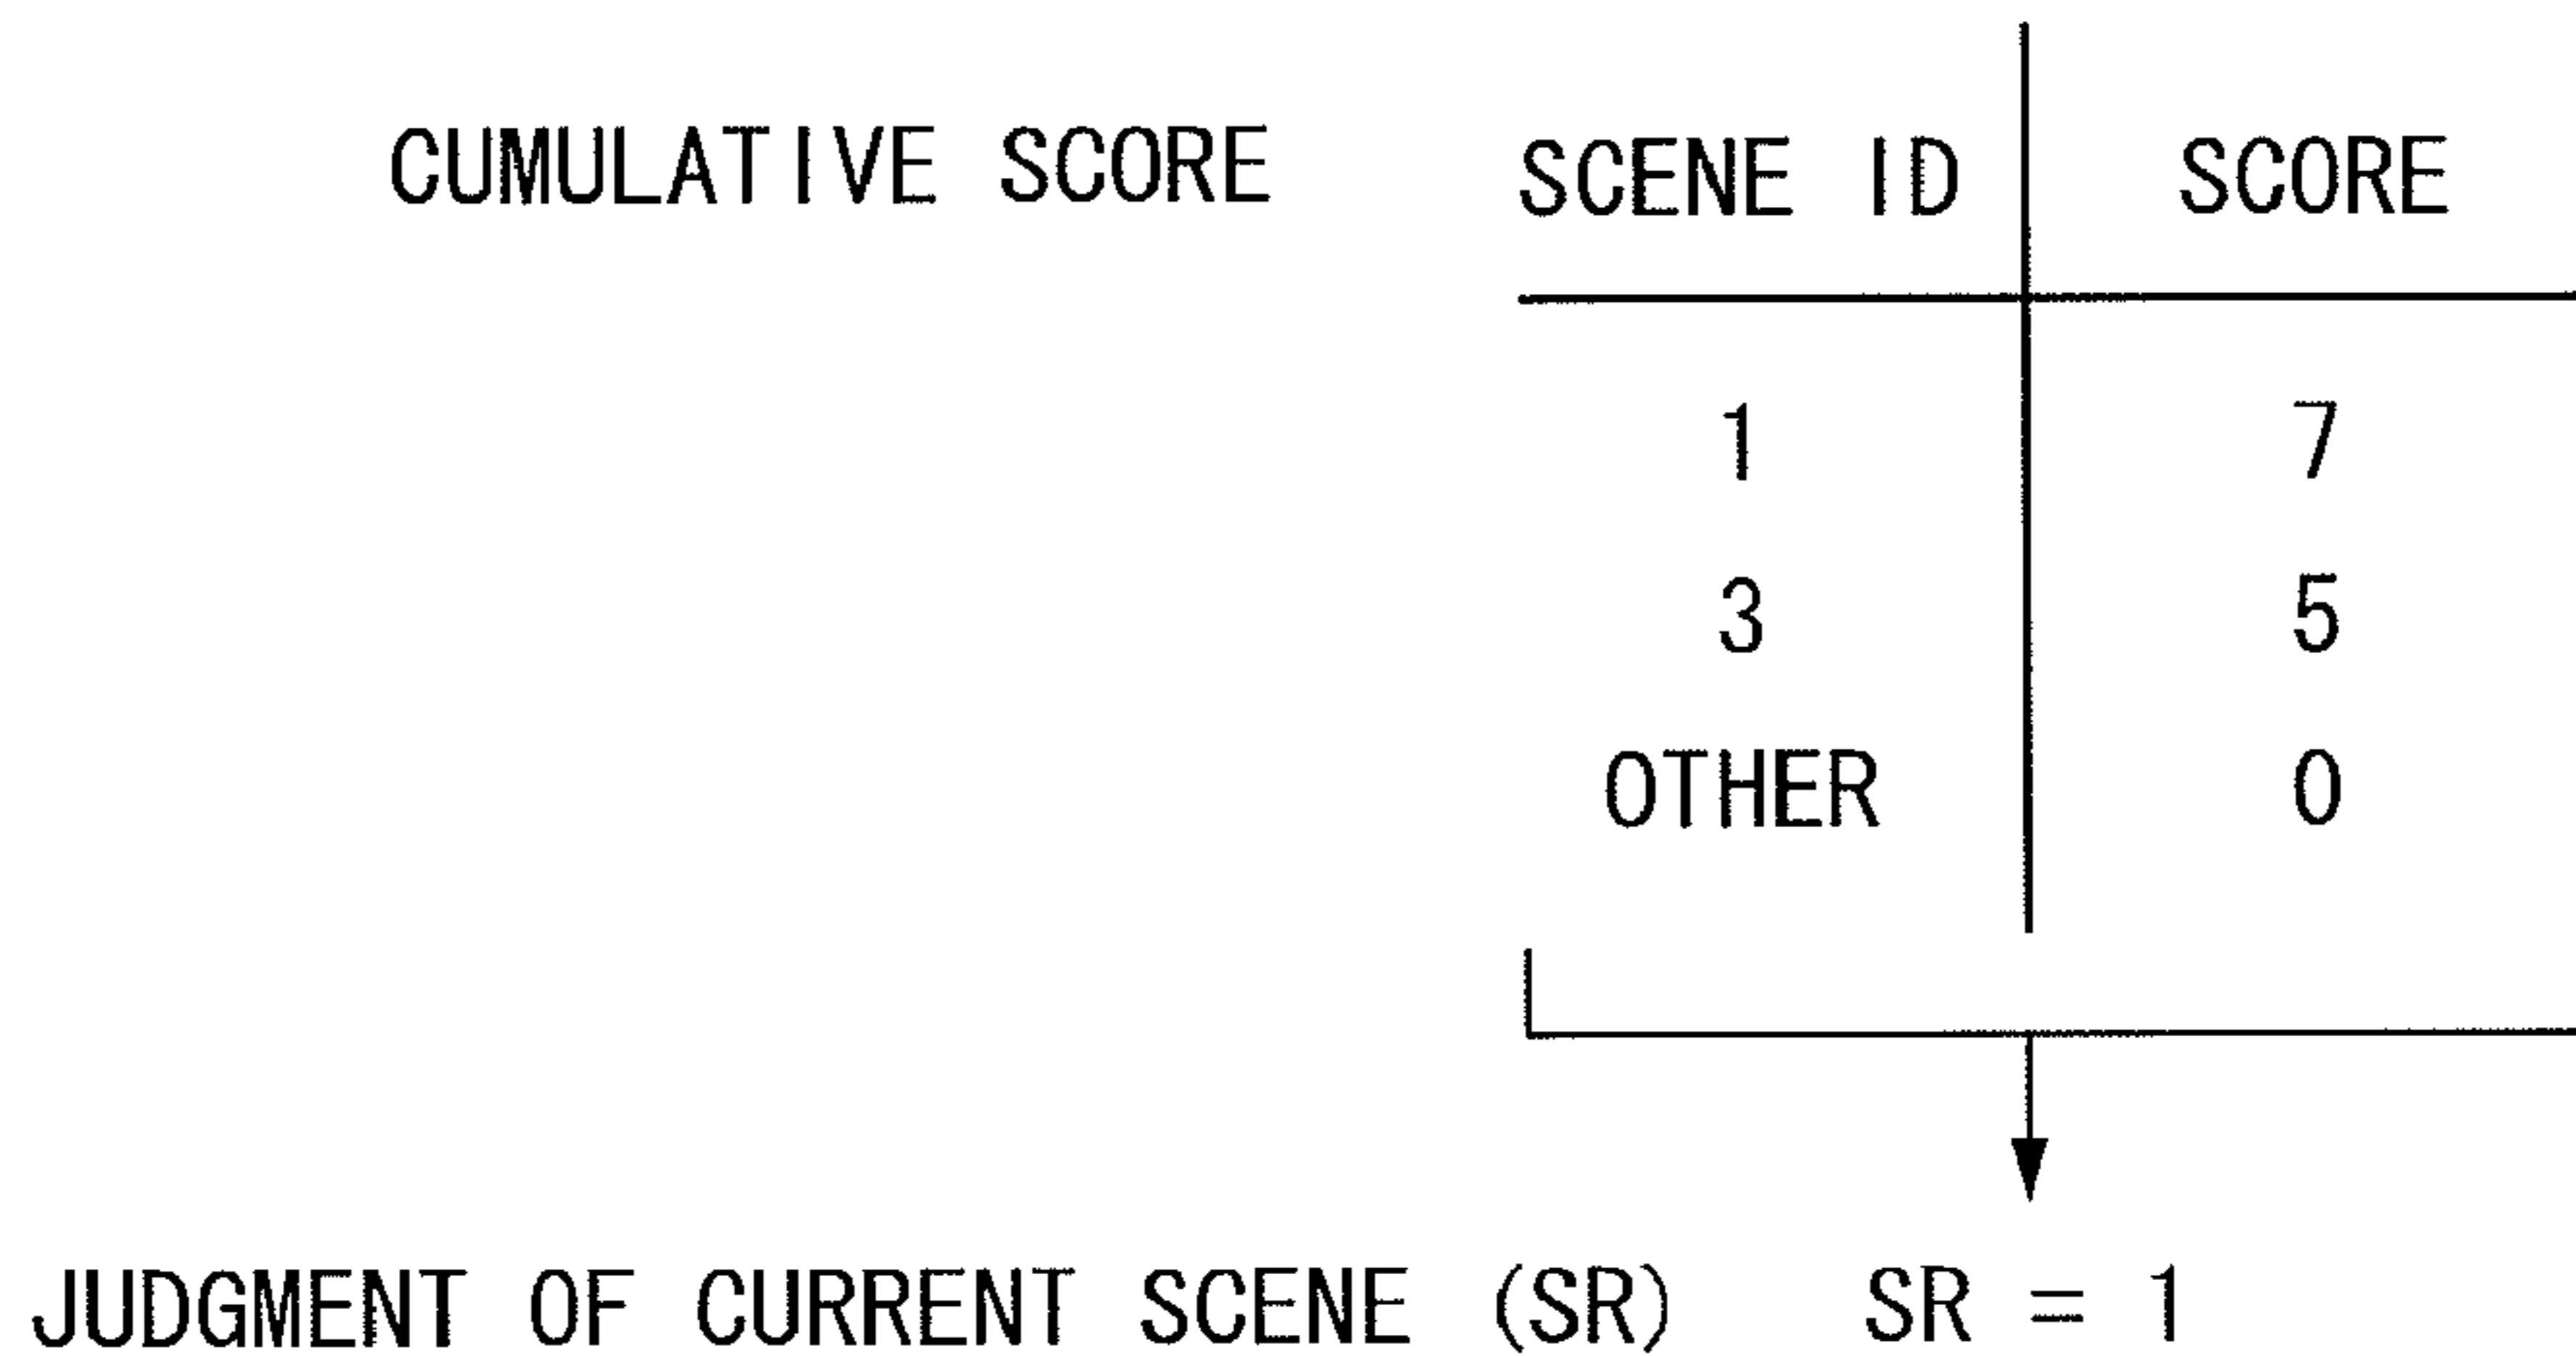 CUMULATIVE SCORE SCENE ID SCORE
1 7
3 5
OTHER 0
JUDGMENT OF CURRENT SCENE (SR) SR = 1